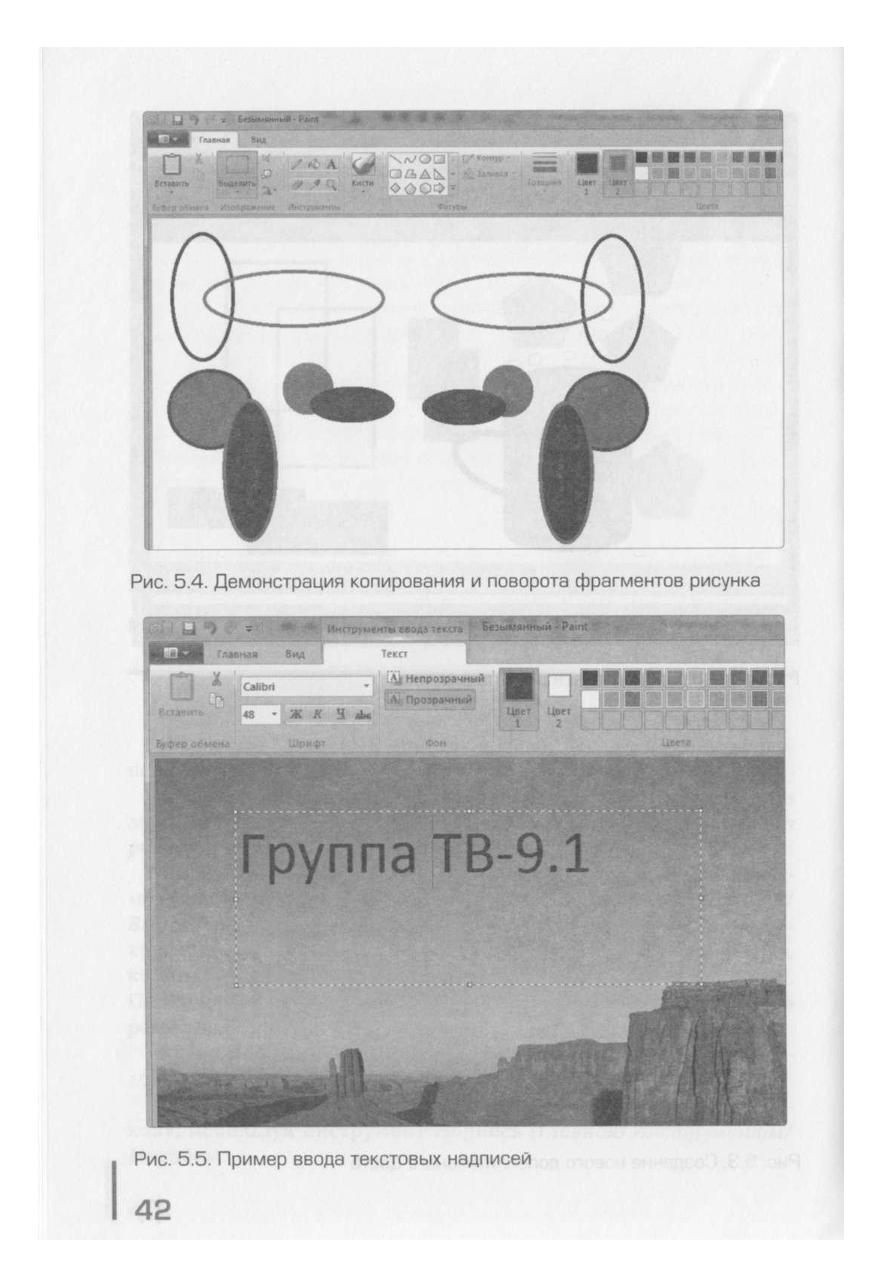 Безымянный - Paint
Главная Вид
Вставить Выделить Кисти Контур Заливка Толщина Цвет 1 Цвет 2
Буфер обмена Изображение Инструменты Фигуры Цвета
Рис. 5.4. Демонстрация копирования и поворота фрагментов рисунка
Инструменты ввода текста Безымянный - Paint
Главная Вид Текст
Вставить Calibri Непрозрачный
48 Ж К Ч abc Прозрачный Цвет 1 Цвет 2
Буфер обмена Шрифт Фон Цвета
Группа ТВ-9.1
Рис. 5.5. Пример ввода текстовых надписей
42